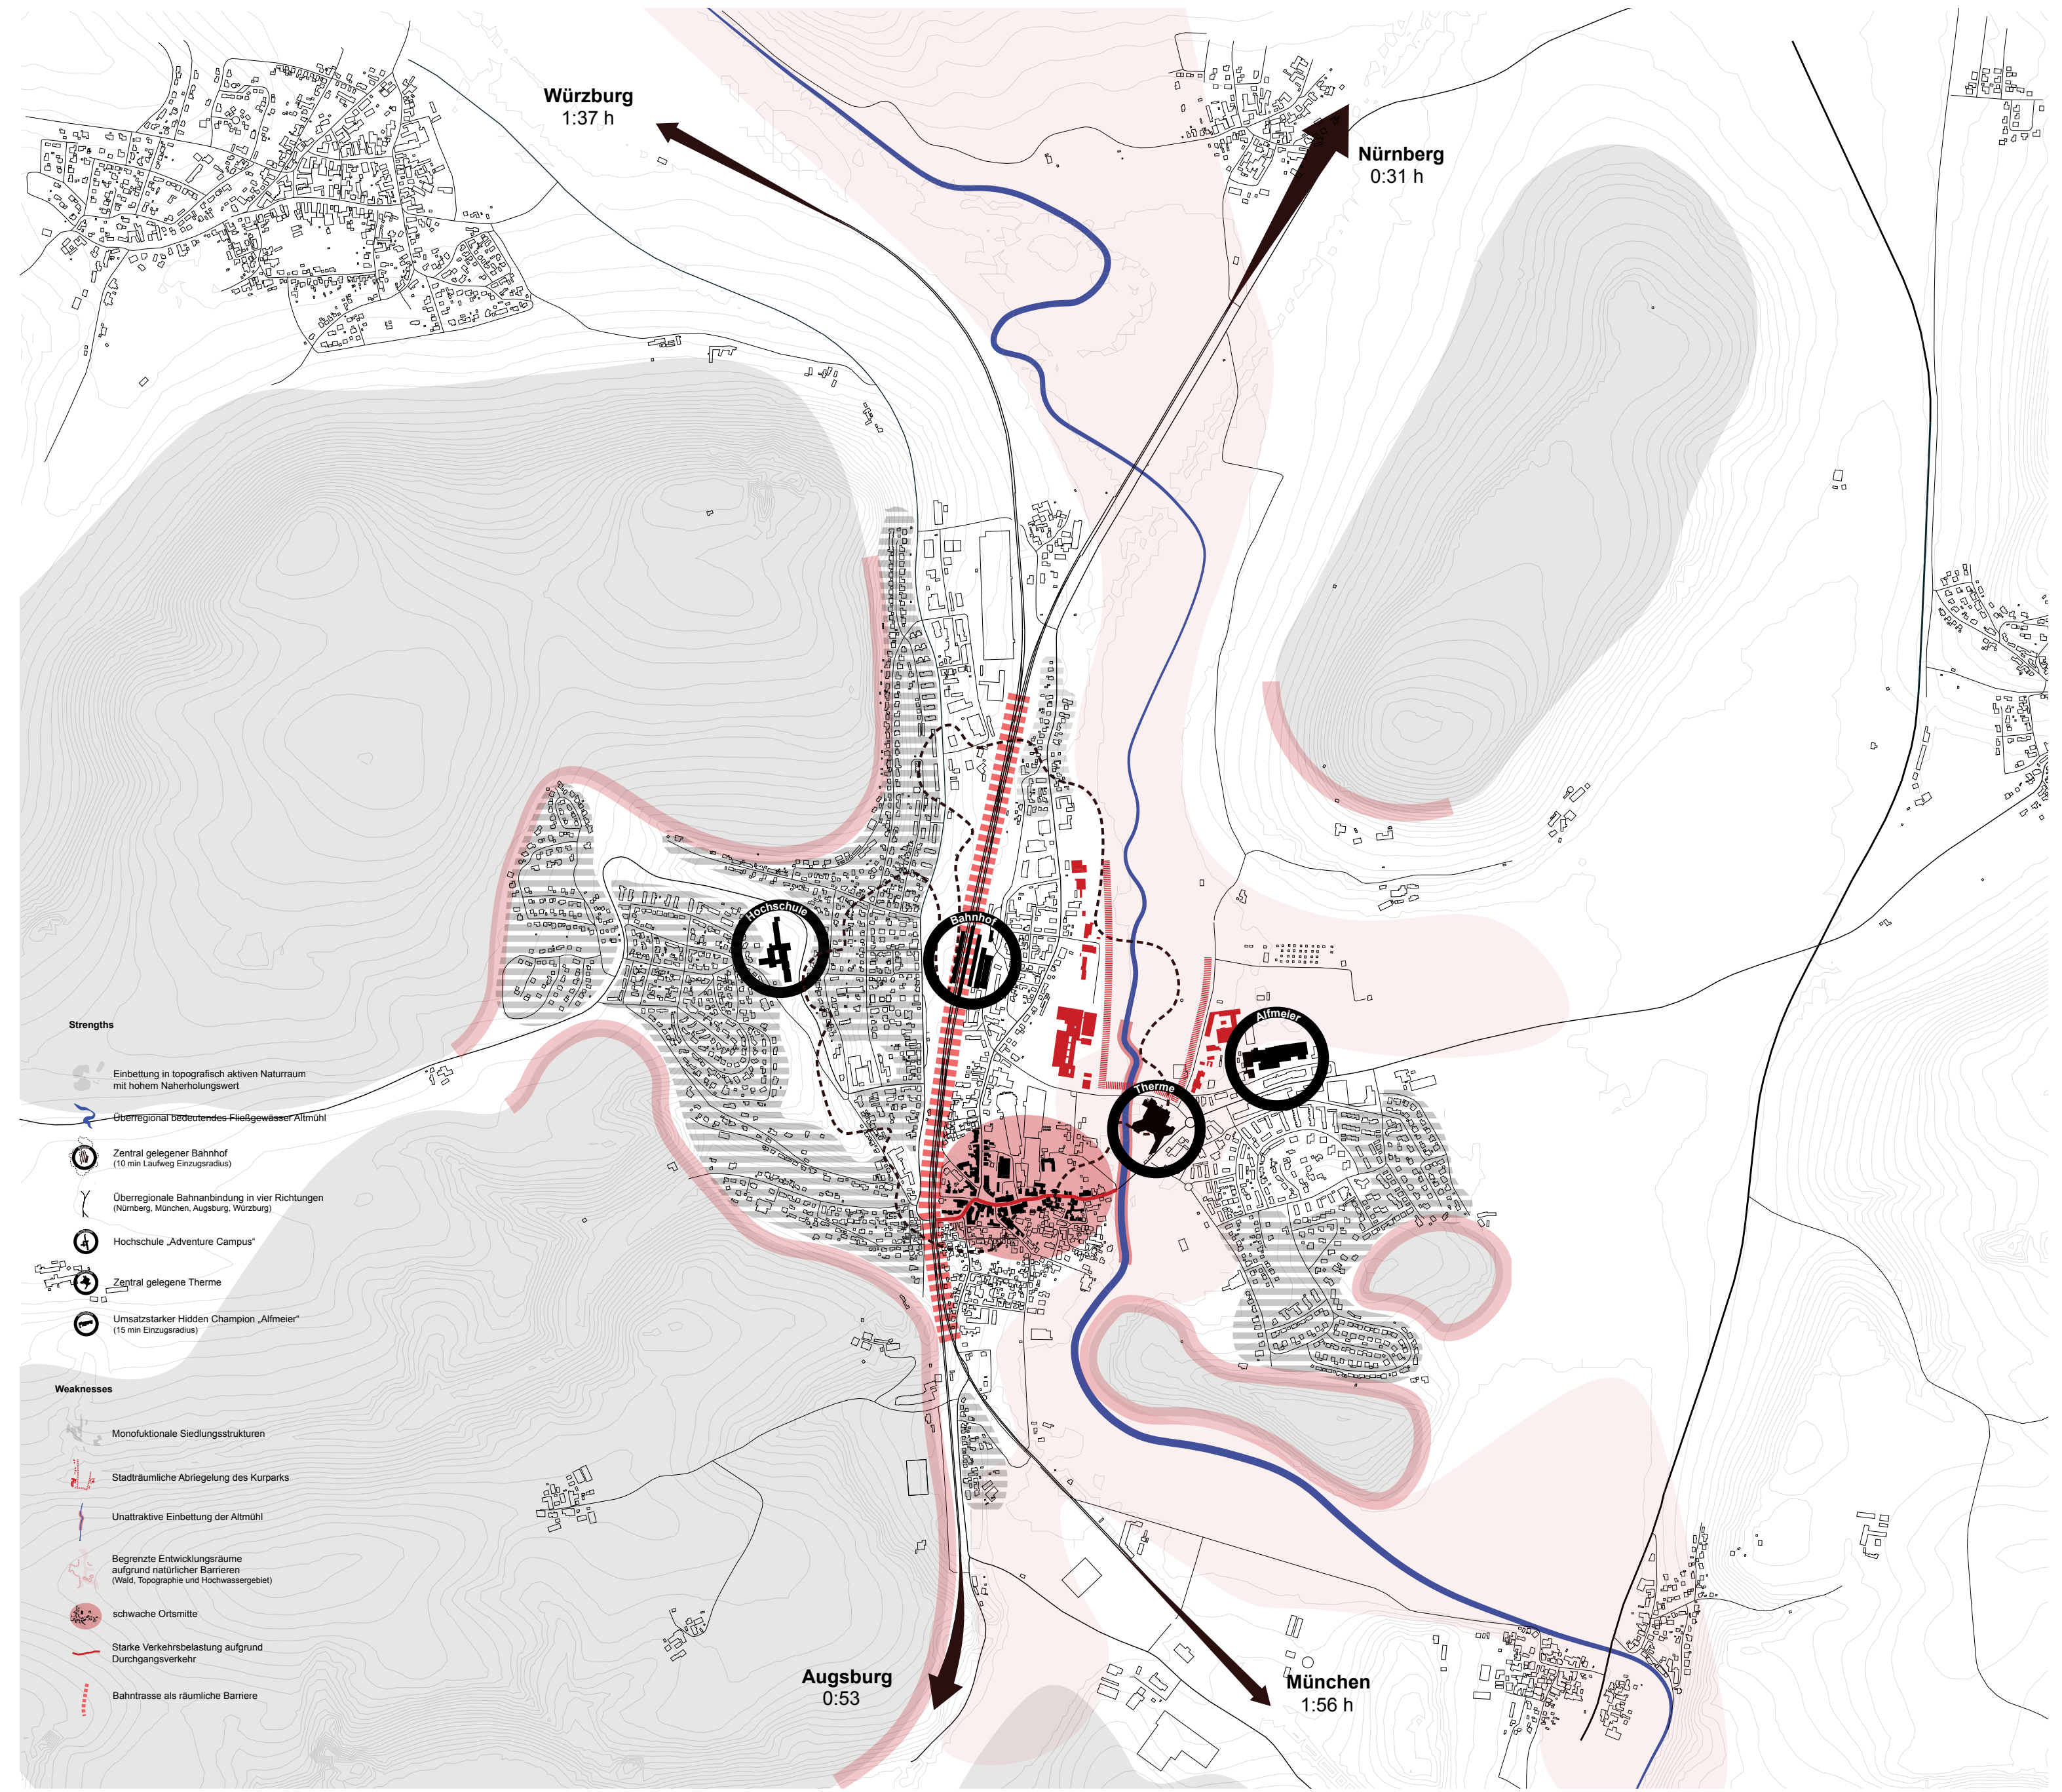 Würzburg
1:37 h
Nürnberg
0:31 h
Hochschule
Bahnhof
Alfmeier
Therme
Strengths
Einbettung in topografisch aktiven Naturraum
mit hohem Naherholungswert
Überregional bedeutendes Fließgewässer Altmühl
Zentral gelegener Bahnhof
(10 min Laufweg Einzugsradius)
Überregionale Bahnanbindung in vier Richtungen
(Nürnberg, München, Augsburg, Würzburg)
Hochschule „Adventure Campus“
Zentral gelegene Therme
Umsatzstarker Hidden Champion „Alfmeier“
(15 min Einzugsradius)
Weaknesses
Monofuktionale Siedlungsstrukturen
Stadträumliche Abriegelung des Kurparks
Unattraktive Einbettung der Altmühl
Begrenzte Entwicklungsräume
aufgrund natürlicher Barrieren
(Wald, Topographie und Hochwassergebiet)
schwache Ortsmitte
Starke Verkehrsbelastung aufgrund
Durchgangsverkehr
Bahntrasse als räumliche Barriere
Augsburg
0:53
München
1:56 h